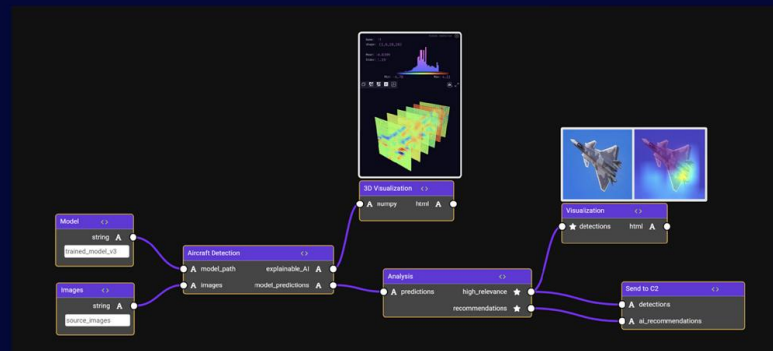 3D Visualization <>
A numpy html A
Visualization <>
★ detections html A
Model <>
string A
trained_model_v3
Aircraft Detection <>
A model_path explainable_AI A
A images model_predictions A
Analysis <>
A predictions high_relevance ★
recommendations ★
Images <>
string A
source_images
Send to C2 <>
A detections
A ai_recommendations